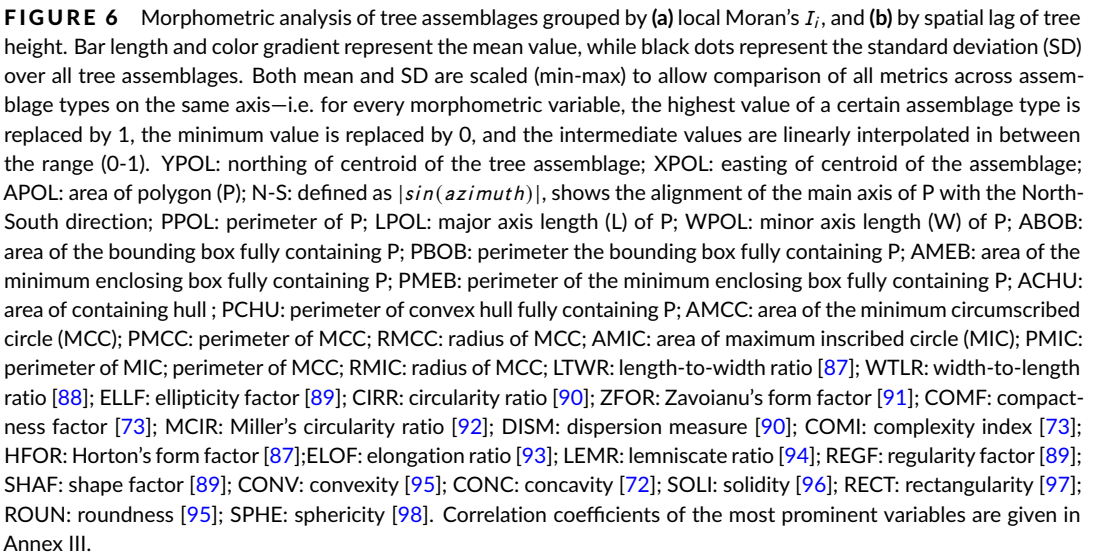 FIGURE 6 Morphometric analysis of tree assemblages grouped by (a) local Moran's I_i, and (b) by spatial lag of tree
height. Bar length and color gradient represent the mean value, while black dots represent the standard deviation (SD)
over all tree assemblages. Both mean and SD are scaled (min-max) to allow comparison of all metrics across assem-
blage types on the same axis—i.e. for every morphometric variable, the highest value of a certain assemblage type is
replaced by 1, the minimum value is replaced by 0, and the intermediate values are linearly interpolated in between
the range (0-1). YPOL: northing of centroid of the tree assemblage; XPOL: easting of centroid of the assemblage;
APOL: area of polygon (P); N-S: defined as |sin(azimuth)|, shows the alignment of the main axis of P with the North-
South direction; PPOL: perimeter of P; LPOL: major axis length (L) of P; WPOL: minor axis length (W) of P; ABOB:
area of the bounding box fully containing P; PBOB: perimeter the bounding box fully containing P; AMEB: area of the
minimum enclosing box fully containing P; PMEB: perimeter of the minimum enclosing box fully containing P; ACHU:
area of containing hull ; PCHU: perimeter of convex hull fully containing P; AMCC: area of the minimum circumscribed
circle (MCC); PMCC: perimeter of MCC; RMCC: radius of MCC; AMIC: area of maximum inscribed circle (MIC); PMIC:
perimeter of MIC; perimeter of MCC; RMIC: radius of MCC; LTWR: length-to-width ratio [87]; WTLR: width-to-length
ratio [88]; ELLF: ellipticity factor [89]; CIRR: circularity ratio [90]; ZFOR: Zavoianu's form factor [91]; COMF: compact-
ness factor [73]; MCIR: Miller's circularity ratio [92]; DISM: dispersion measure [90]; COMI: complexity index [73];
HFOR: Horton's form factor [87];ELOF: elongation ratio [93]; LEMR: lemniscate ratio [94]; REGF: regularity factor [89];
SHAF: shape factor [89]; CONV: convexity [95]; CONC: concavity [72]; SOLI: solidity [96]; RECT: rectangularity [97];
ROUN: roundness [95]; SPHE: sphericity [98]. Correlation coefficients of the most prominent variables are given in
Annex III.